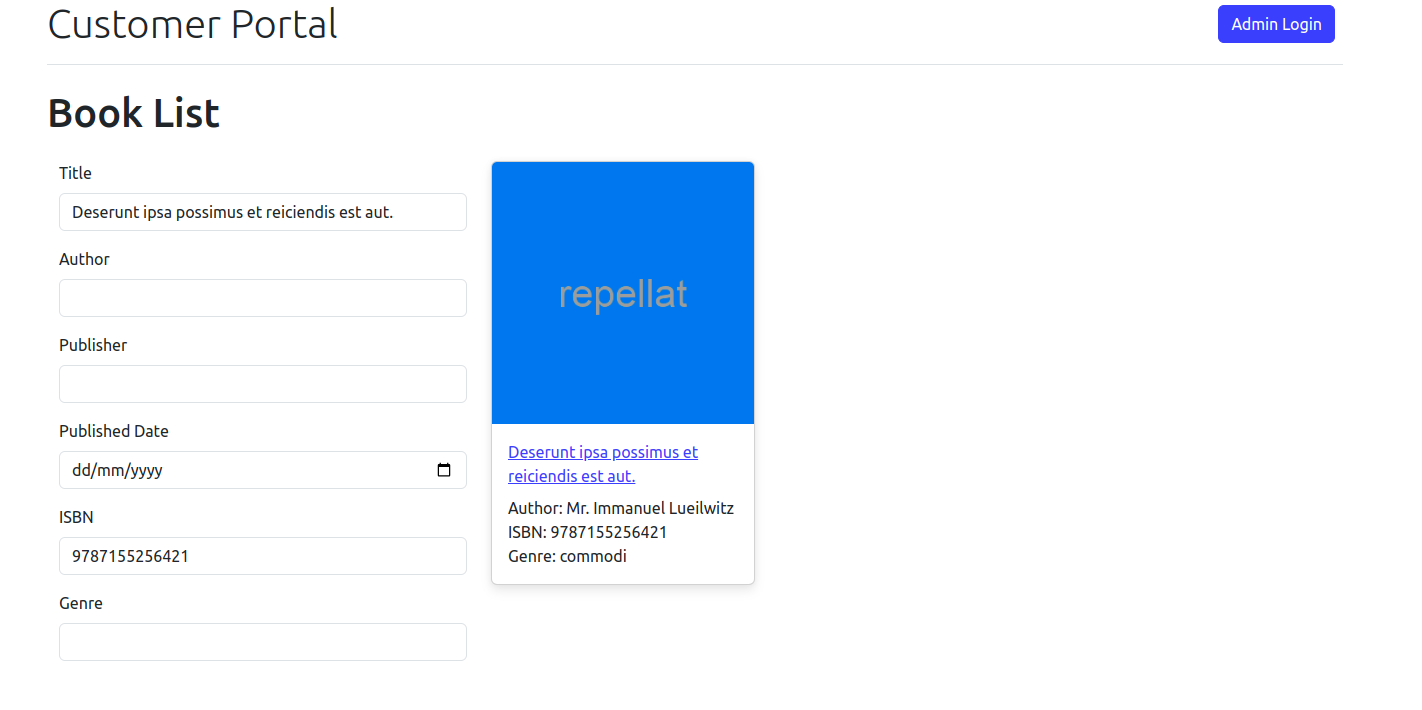 Customer Portal
Admin Login
Book List
Title
Deserunt ipsa possimus et reiciendis est aut.
Author
Publisher
Published Date
dd/mm/yyyy
ISBN
9787155256421
Genre
repellat
Deserunt ipsa possimus et
reiciendis est aut.
Author: Mr. Immanuel Lueilwitz
ISBN: 9787155256421
Genre: commodi